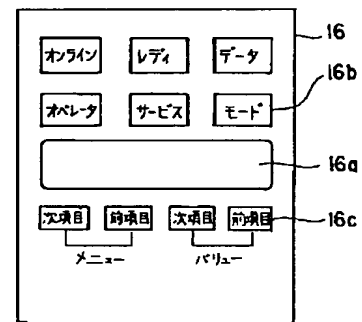 オンライン レディ データ 16
オペレータ サービス モード 16b
16a
次項目 前項目 次項目 前項目 16c
メニュー バリュー